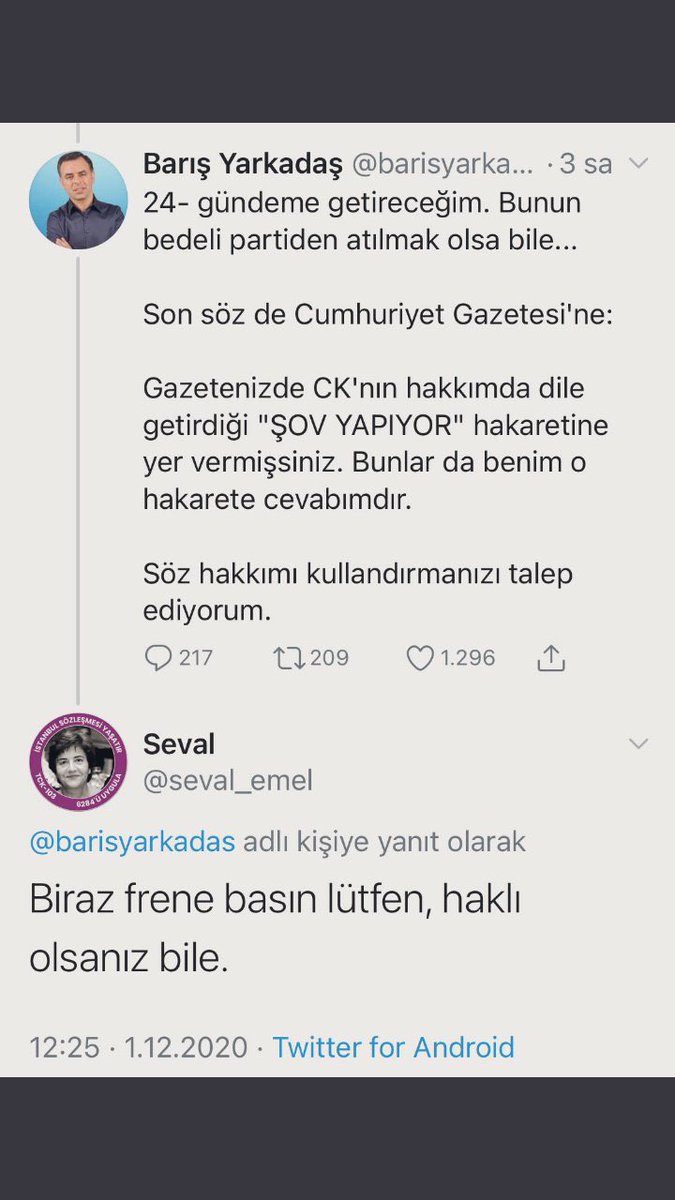 Barış Yarkadaş @barisyarka... · 3 sa
24- gündeme getireceğim. Bunun
bedeli partiden atılmak olsa bile...
Son söz de Cumhuriyet Gazetesi'ne:
Gazetenizde CK'nın hakkımda dile
getirdiği "ŞOV YAPIYOR" hakaretine
yer vermişsiniz. Bunlar da benim o
hakarete cevabımdır.
Söz hakkımı kullandırmanızı talep
ediyorum.
217 209 1.296
İSTANBUL SÖZLEŞMESİ YAŞATIR
TCK-103 6284'Ü UYGULA
Seval
@seval_emel
@barisyarkadas adlı kişiye yanıt olarak
Biraz frene basın lütfen, haklı
olsanız bile.
12:25 · 1.12.2020 · Twitter for Android